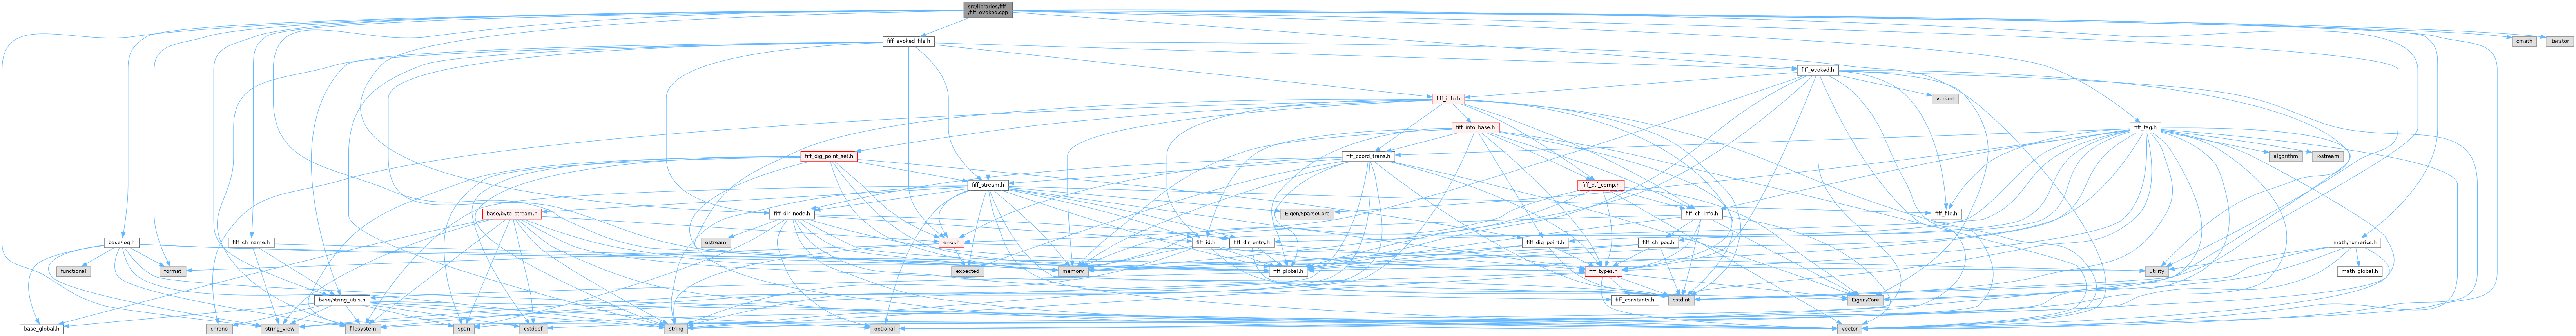 src/libraries/fiff
/fiff_evoked.cpp
fiff_evoked_file.h
cmath
iterator
fiff_evoked.h
fiff_info.h
variant
fiff_info_base.h
fiff_tag.h
fiff_dig_point_set.h
fiff_coord_trans.h
algorithm
iostream
fiff_stream.h
fiff_ctf_comp.h
base/byte_stream.h
fiff_dir_node.h
Eigen/SparseCore
fiff_ch_info.h
fiff_file.h
base/log.h
fiff_ch_name.h
ostream
error.h
fiff_id.h
fiff_dir_entry.h
fiff_dig_point.h
fiff_ch_pos.h
math/numerics.h
functional
format
expected
memory
fiff_global.h
fiff_types.h
utility
math_global.h
base/string_utils.h
fiff_constants.h
cstdint
Eigen/Core
base_global.h
chrono
string_view
filesystem
span
cstddef
string
optional
vector